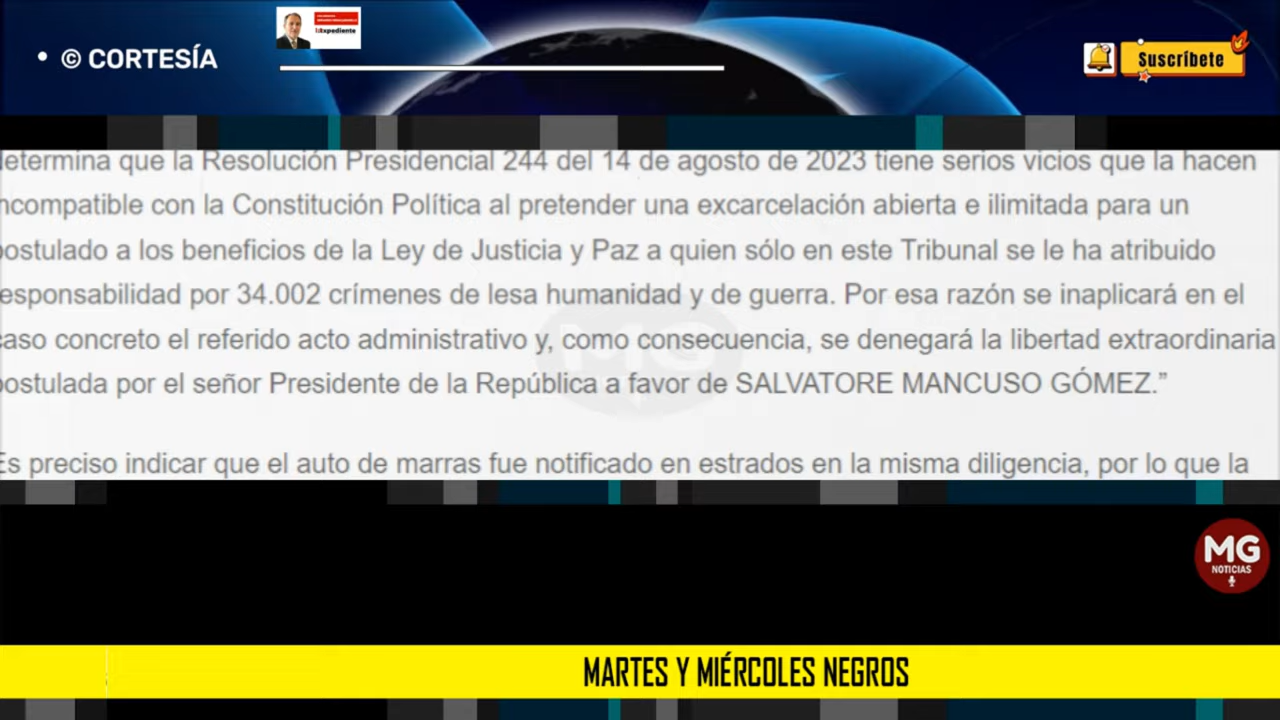 © CORTESÍA
Suscríbete
determina que la Resolución Presidencial 244 del 14 de agosto de 2023 tiene serios vicios que la hacen
incompatible con la Constitución Política al pretender una excarcelación abierta e ilimitada para un
postulado a los beneficios de la Ley de Justicia y Paz a quien sólo en este Tribunal se le ha atribuido
responsabilidad por 34.002 crímenes de lesa humanidad y de guerra. Por esa razón se inaplicará en el
caso concreto el referido acto administrativo y, como consecuencia, se denegará la libertad extraordinaria
postulada por el señor Presidente de la República a favor de SALVATORE MANCUSO GÓMEZ.”
MG
Es preciso indicar que el auto de marras fue notificado en estrados en la misma diligencia, por lo que la
MG
NOTICIAS
MARTES Y MIÉRCOLES NEGROS